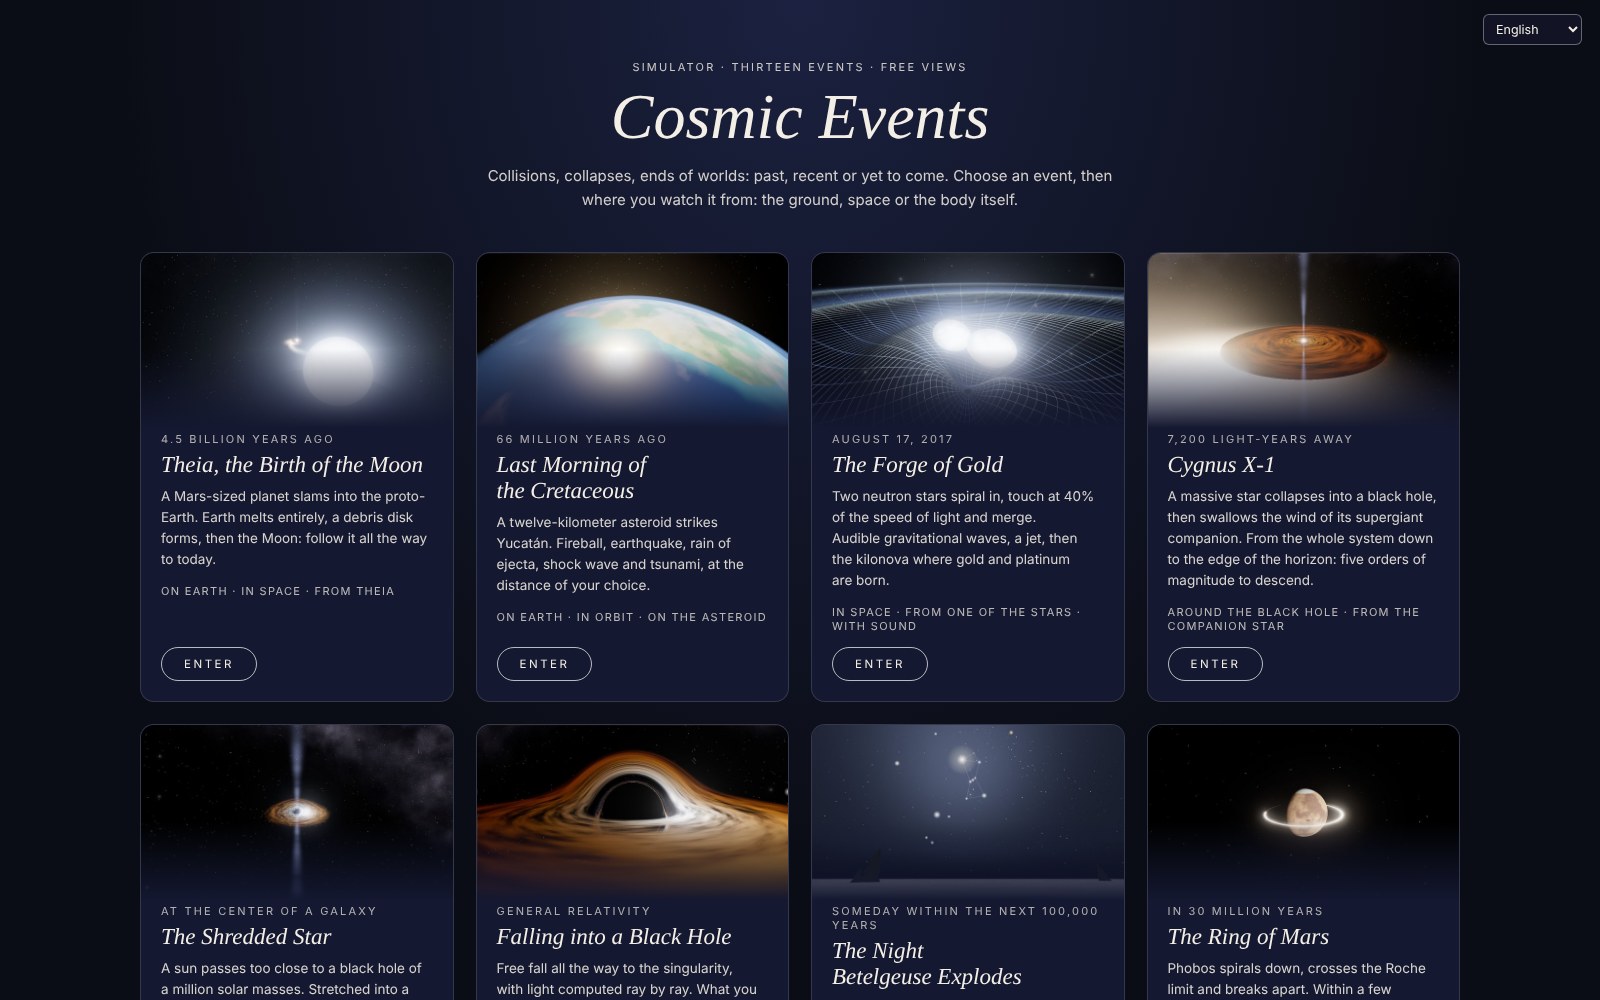 English
SIMULATOR · THIRTEEN EVENTS · FREE VIEWS
Cosmic Events
Collisions, collapses, ends of worlds: past, recent or yet to come. Choose an event, then
where you watch it from: the ground, space or the body itself.
4.5 BILLION YEARS AGO
Theia, the Birth of the Moon
A Mars-sized planet slams into the proto-
Earth. Earth melts entirely, a debris disk
forms, then the Moon: follow it all the way
to today.
ON EARTH · IN SPACE · FROM THEIA
ENTER
66 MILLION YEARS AGO
Last Morning of
the Cretaceous
A twelve-kilometer asteroid strikes
Yucatán. Fireball, earthquake, rain of
ejecta, shock wave and tsunami, at the
distance of your choice.
ON EARTH · IN ORBIT · ON THE ASTEROID
ENTER
AUGUST 17, 2017
The Forge of Gold
Two neutron stars spiral in, touch at 40%
of the speed of light and merge.
Audible gravitational waves, a jet, then
the kilonova where gold and platinum
are born.
IN SPACE · FROM ONE OF THE STARS ·
WITH SOUND
ENTER
7,200 LIGHT-YEARS AWAY
Cygnus X-1
A massive star collapses into a black hole,
then swallows the wind of its supergiant
companion. From the whole system down
to the edge of the horizon: five orders of
magnitude to descend.
AROUND THE BLACK HOLE · FROM THE
COMPANION STAR
ENTER
AT THE CENTER OF A GALAXY
The Shredded Star
A sun passes too close to a black hole of
a million solar masses. Stretched into a
GENERAL RELATIVITY
Falling into a Black Hole
Free fall all the way to the singularity,
with light computed ray by ray. What you
SOMEDAY WITHIN THE NEXT 100,000
YEARS
The Night
Betelgeuse Explodes
IN 30 MILLION YEARS
The Ring of Mars
Phobos spirals down, crosses the Roche
limit and breaks apart. Within a few